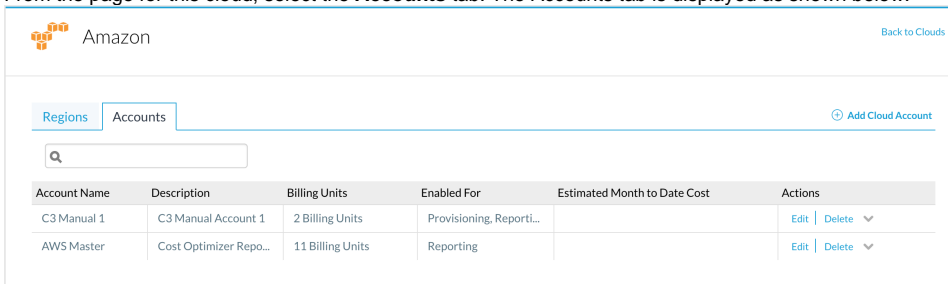 From the page for this cloud, select the Accounts tab. The Accounts tab is displayed as shown below.
Amazon
Back to Clouds
Regions Accounts
Add Cloud Account
Account Name Description Billing Units Enabled For Estimated Month to Date Cost Actions
C3 Manual 1 C3 Manual Account 1 2 Billing Units Provisioning, Reporti... Edit | Delete
AWS Master Cost Optimizer Repo... 11 Billing Units Reporting Edit | Delete